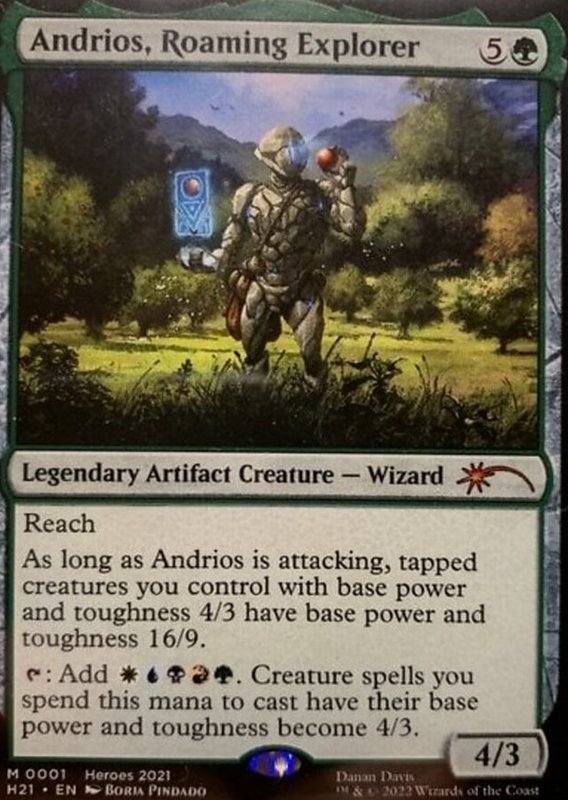 Andrios, Roaming Explorer 5
Legendary Artifact Creature — Wizard
Reach
As long as Andrios is attacking, tapped
creatures you control with base power
and toughness 4/3 have base power and
toughness 16/9.
: Add . Creature spells you
spend this mana to cast have their base
power and toughness become 4/3.
4/3
M 0001 Heroes 2021
H21 • EN Boria Pindado
Danan Davis
™ & © 2022 Wizards of the Coast